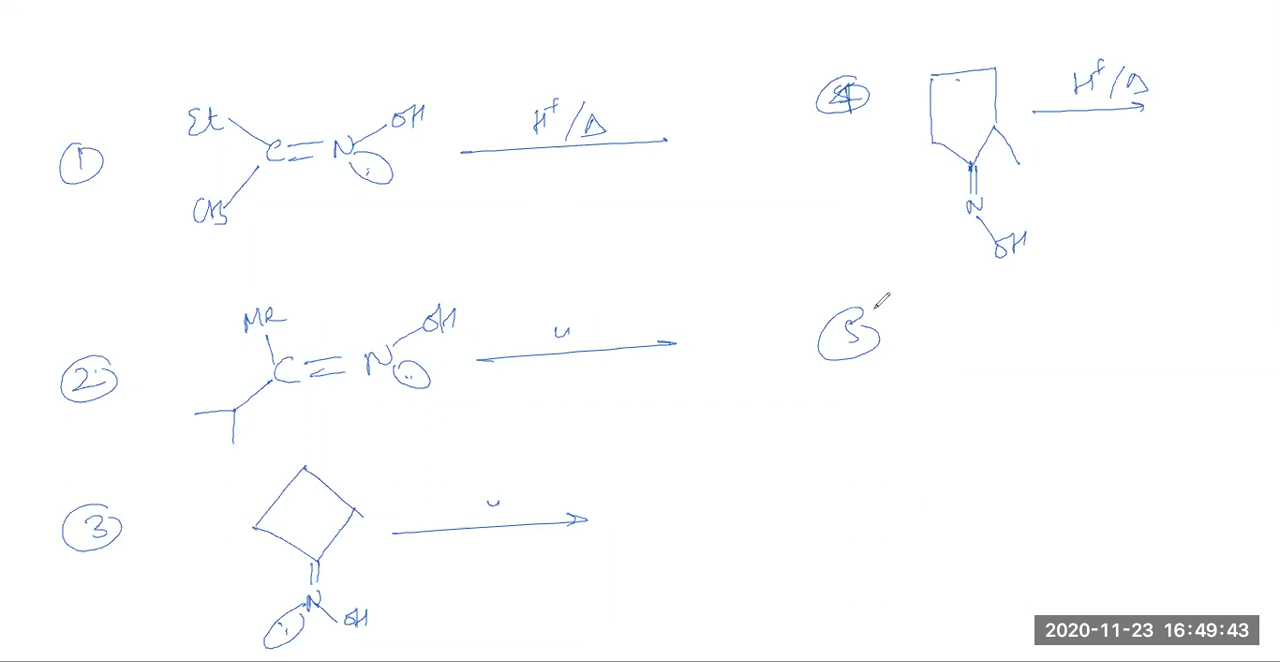 ①
Et
C=N
OH
CH3
H+/Δ
②
Me
C=N
OH
"
③
N
OH
"
④
H+/Δ
N
OH
⑤
2020-11-23 16:49:43